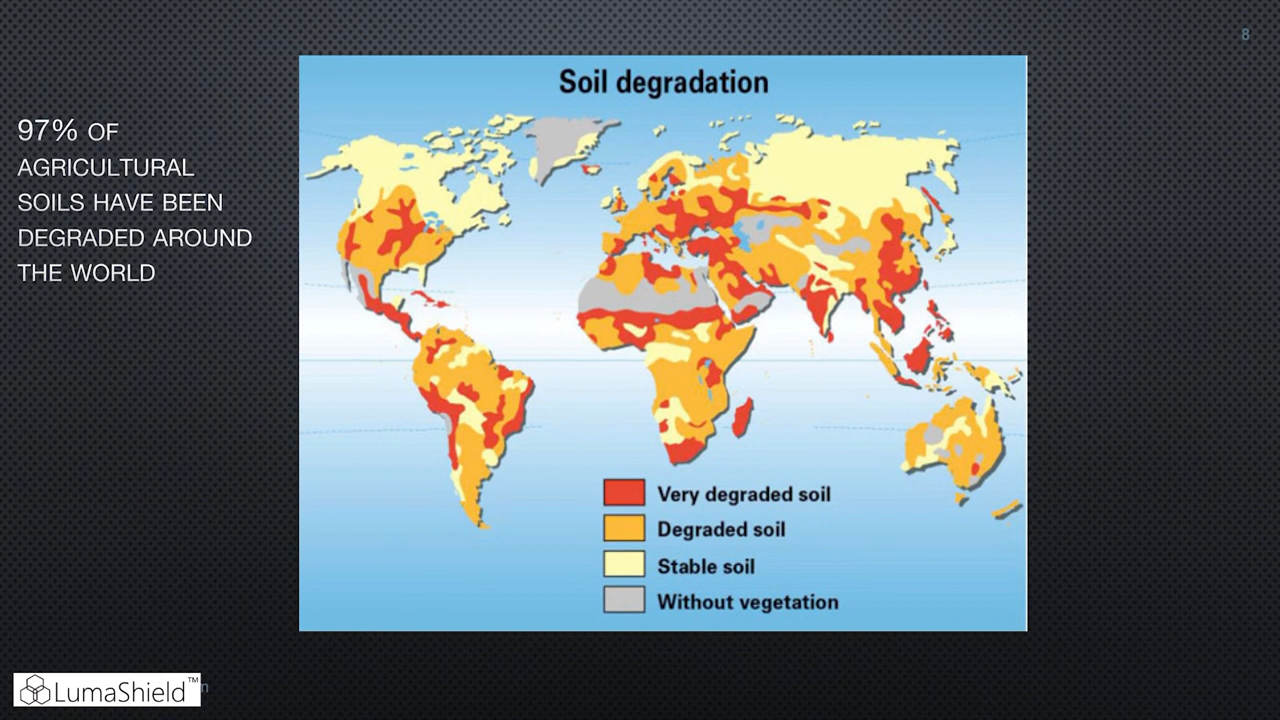 8
Soil degradation
97% OF
AGRICULTURAL
SOILS HAVE BEEN
DEGRADED AROUND
THE WORLD
Very degraded soil
Degraded soil
Stable soil
Without vegetation
LumaShield™